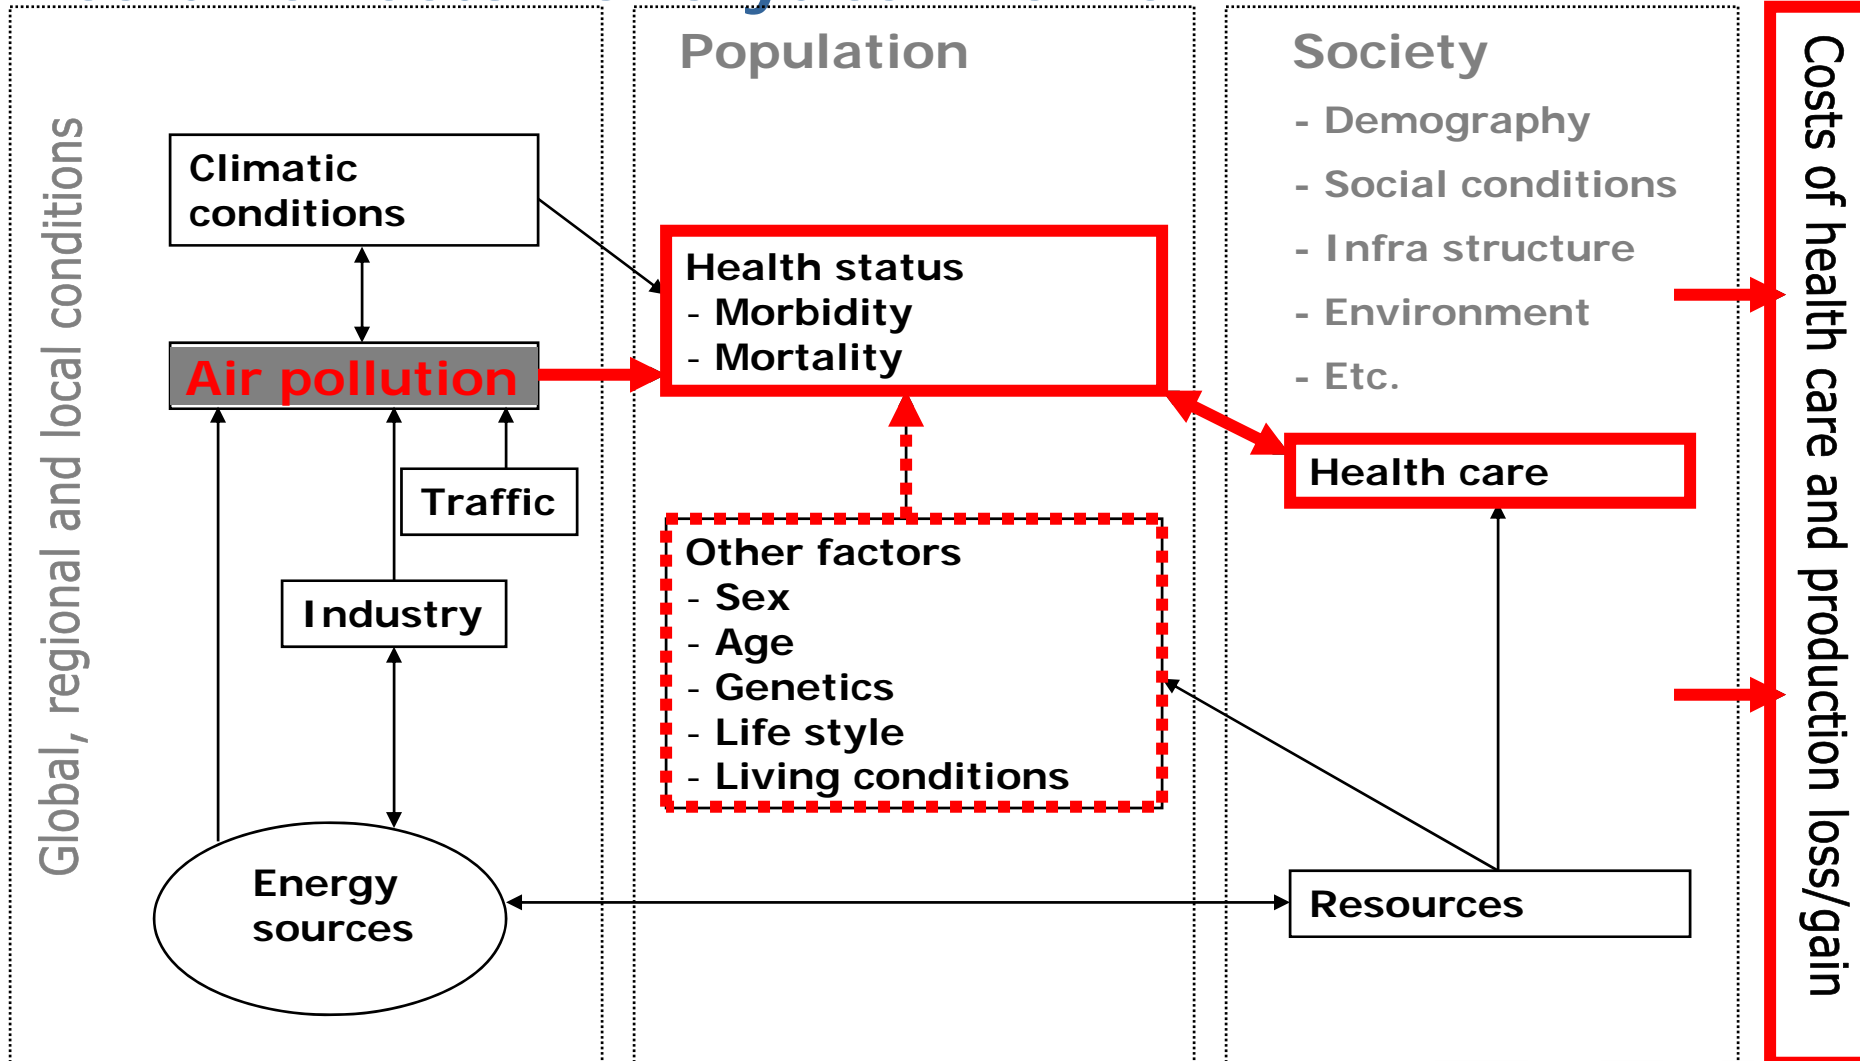 Global, regional and local conditions
Climatic
conditions
Air pollution
Traffic
Industry
Energy
sources
Population
Health status
- Morbidity
- Mortality
Other factors
- Sex
- Age
- Genetics
- Life style
- Living conditions
Society
- Demography
- Social conditions
- Infra structure
- Environment
- Etc.
Health care
Resources
Costs of health care and production loss/gain